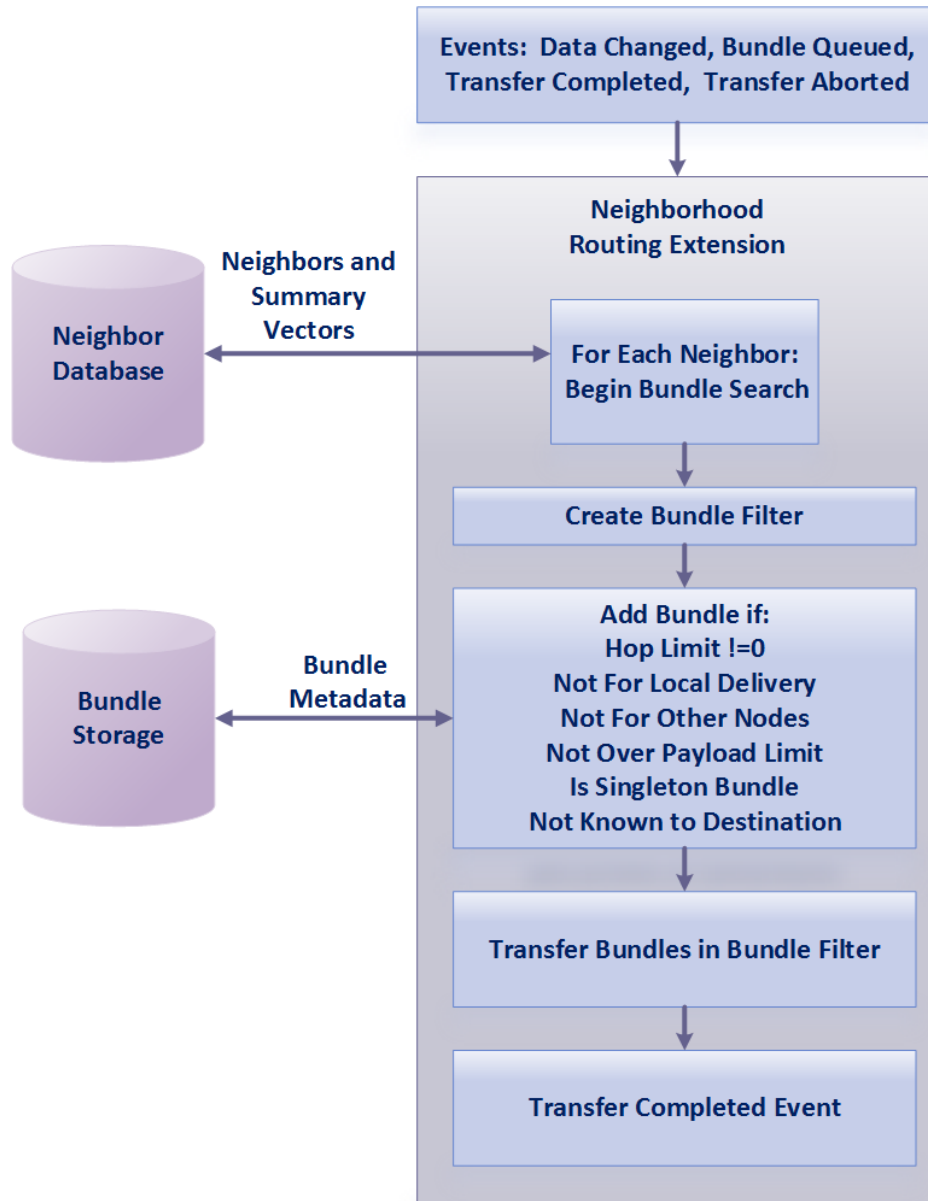 Events:  Data Changed, Bundle Queued,
Transfer Completed,  Transfer Aborted
Neighborhood
Routing Extension
Neighbors and
Summary
Vectors
Neighbor
Database
For Each Neighbor:
Begin Bundle Search
Create Bundle Filter
Add Bundle if:
Hop Limit !=0
Not For Local Delivery
Not For Other Nodes
Not Over Payload Limit
Is Singleton Bundle
Not Known to Destination
Bundle
Metadata
Bundle
Storage
Transfer Bundles in Bundle Filter
Transfer Completed Event